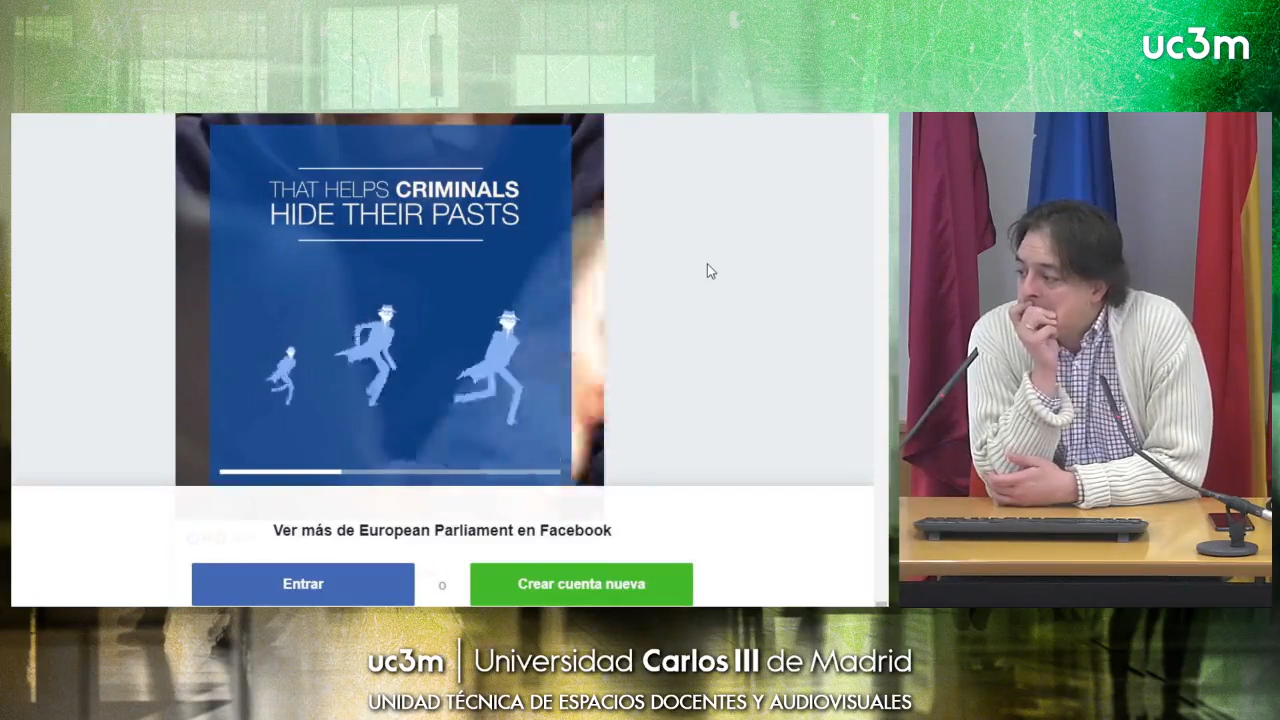 uc3m
THAT HELPS CRIMINALS
HIDE THEIR PASTS
Ver más de European Parliament en Facebook
Entrar
o
Crear cuenta nueva
uc3m | Universidad Carlos III de Madrid
UNIDAD TÉCNICA DE ESPACIOS DOCENTES Y AUDIOVISUALES